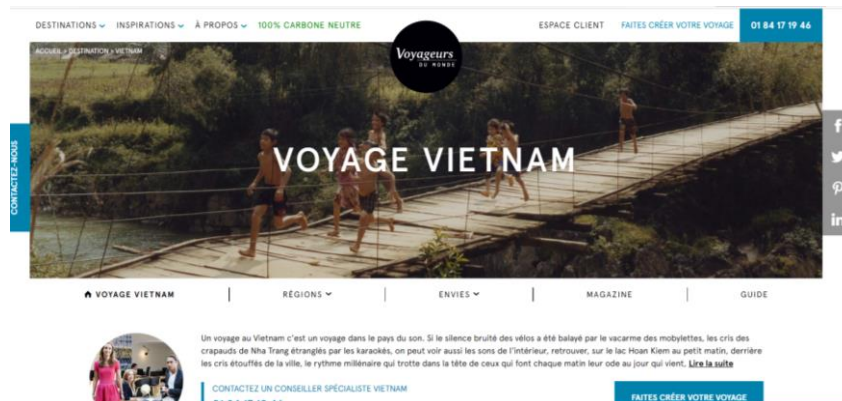 DESTINATIONS INSPIRATIONS À PROPOS 100% CARBONE NEUTRE
ESPACE CLIENT FAITES CRÉER VOTRE VOYAGE 01 84 17 19 46
Voyageurs
DU MONDE
ACCUEIL > DESTINATION > VIETNAM
CONTACTEZ-NOUS
VOYAGE VIETNAM
VOYAGE VIETNAM RÉGIONS ENVIES MAGAZINE GUIDE
Un voyage au Vietnam c'est un voyage dans le pays du son. Si le silence bruité des vélos a été balayé par le vacarme des mobylettes, les cris des
crapauds de Nha Trang étranglés par les karaokés, on peut voir aussi les sons de l'intérieur, retrouver, sur le lac Hoan Kiem au petit matin, derrière
les cris étouffés de la ville, le rythme millénaire qui trotte dans la tête de ceux qui font chaque matin leur ode au jour qui vient, Lire la suite
CONTACTEZ UN CONSEILLER SPÉCIALISTE VIETNAM
FAITES CRÉER VOTRE VOYAGE